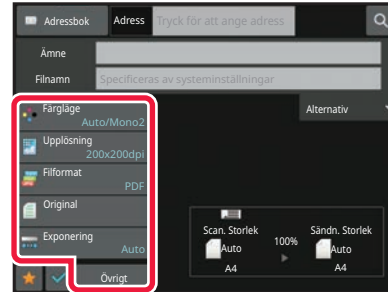 Adressbok Adress Tryck för att ange adress
Ämne
Filnamn Specificeras av systeminställningar
Färgläge
Auto/Mono2
Alternativ
Upplösning
200x200dpi
Filformat
PDF
Original
Exponering
Auto
Övrigt
Scan. Storlek
Auto
A4
100%
Sändn. Storlek
Auto
A4